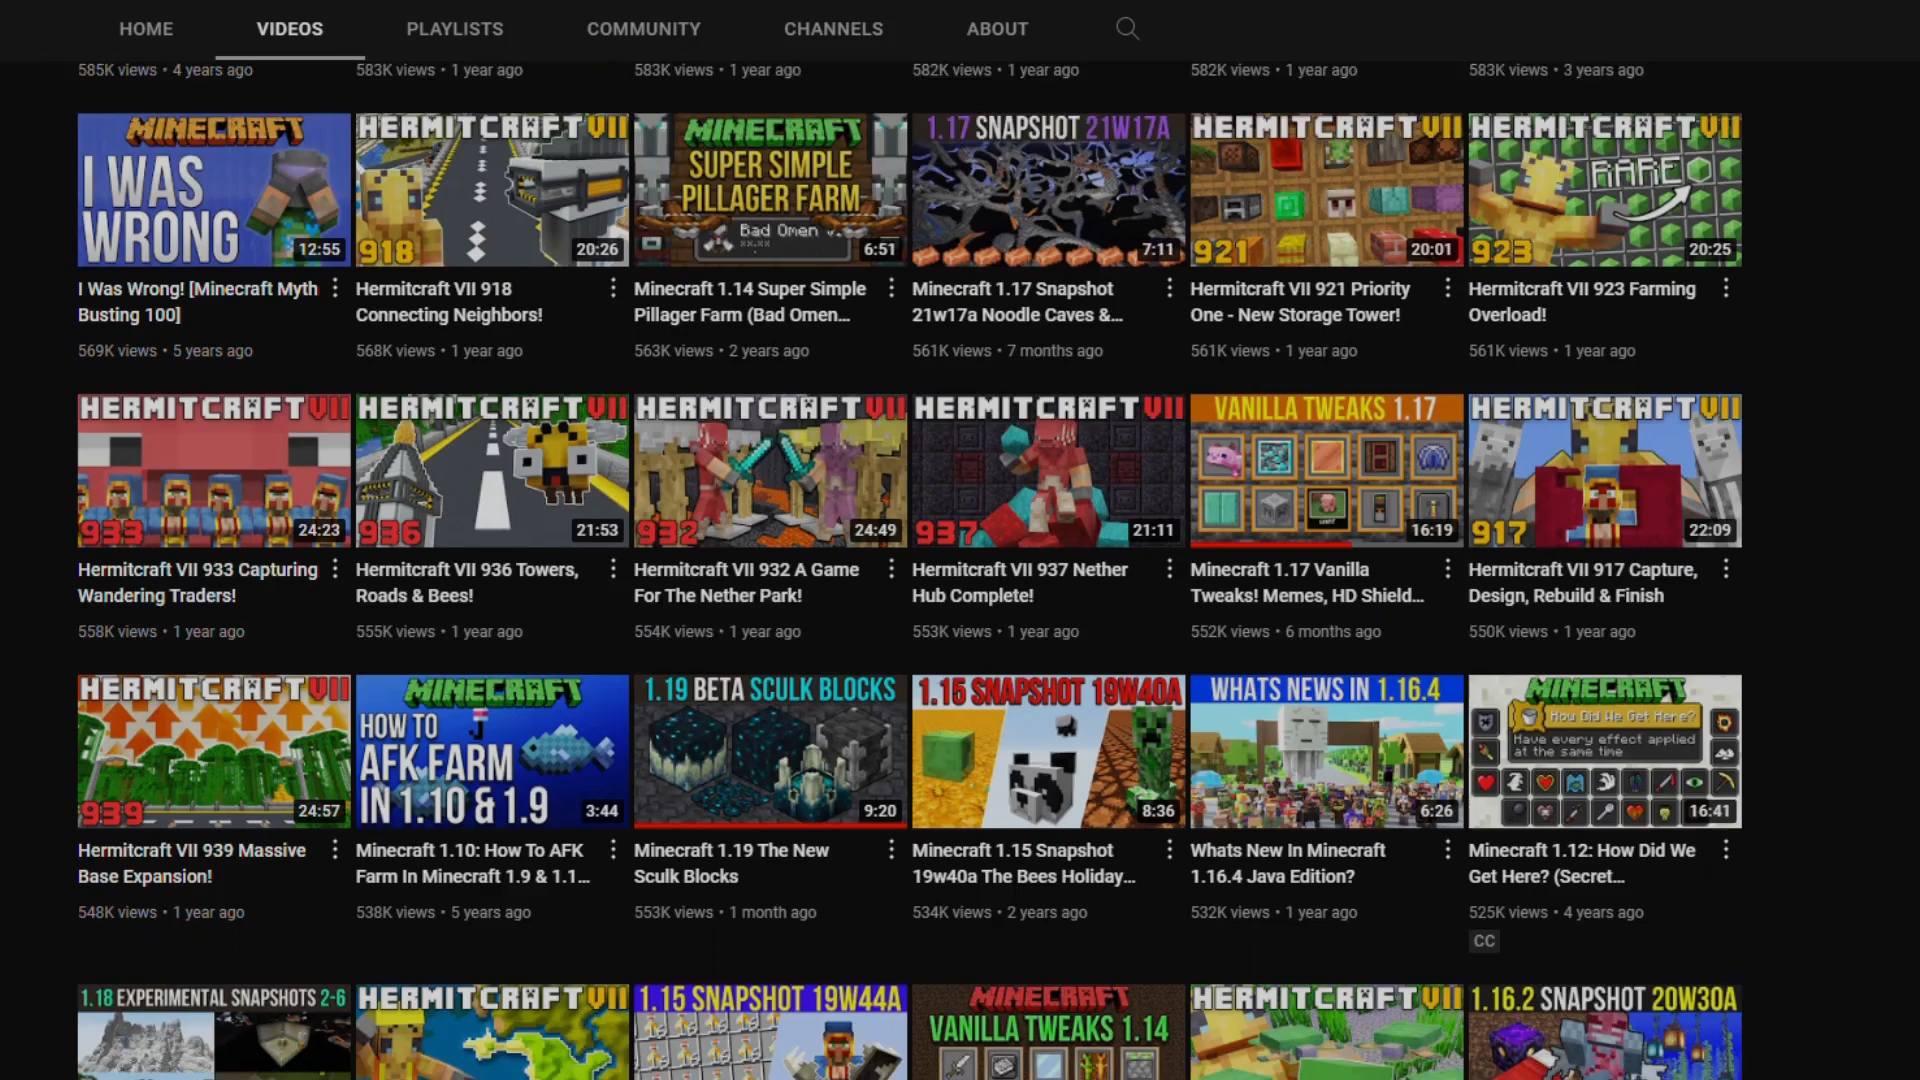 HOME VIDEOS PLAYLISTS COMMUNITY CHANNELS ABOUT
585K views • 4 years ago
583K views • 1 year ago
583K views • 1 year ago
582K views • 1 year ago
582K views • 1 year ago
583K views • 3 years ago
MINECRAFT
I WAS
WRONG
12:55
I Was Wrong! [Minecraft Myth
Busting 100]
569K views • 5 years ago
HERMITCRAFT VII
918
20:26
Hermitcraft VII 918
Connecting Neighbors!
568K views • 1 year ago
MINECRAFT
SUPER SIMPLE
PILLAGER FARM
Bad Omen
**:**
6:51
Minecraft 1.14 Super Simple
Pillager Farm (Bad Omen...
563K views • 2 years ago
1.17 SNAPSHOT 21W17A
7:11
Minecraft 1.17 Snapshot
21w17a Noodle Caves &...
561K views • 7 months ago
HERMITCRAFT VII
921
20:01
Hermitcraft VII 921 Priority
One - New Storage Tower!
561K views • 1 year ago
HERMITCRAFT VII
RARE
923
20:25
Hermitcraft VII 923 Farming
Overload!
561K views • 1 year ago
HERMITCRAFT VII
933
24:23
Hermitcraft VII 933 Capturing
Wandering Traders!
558K views • 1 year ago
HERMITCRAFT VII
936
21:53
Hermitcraft VII 936 Towers,
Roads & Bees!
555K views • 1 year ago
HERMITCRAFT VII
932
24:49
Hermitcraft VII 932 A Game
For The Nether Park!
554K views • 1 year ago
HERMITCRAFT VII
937
21:11
Hermitcraft VII 937 Nether
Hub Complete!
553K views • 1 year ago
VANILLA TWEAKS 1.17
16:19
Minecraft 1.17 Vanilla
Tweaks! Memes, HD Shield...
552K views • 6 months ago
HERMITCRAFT VII
917
22:09
Hermitcraft VII 917 Capture,
Design, Rebuild & Finish
550K views • 1 year ago
HERMITCRAFT VII
939
24:57
Hermitcraft VII 939 Massive
Base Expansion!
548K views • 1 year ago
MINECRAFT
HOW TO
AFK FARM
IN 1.10 & 1.9
3:44
Minecraft 1.10: How To AFK
Farm In Minecraft 1.9 & 1.1...
538K views • 5 years ago
1.19 BETA SCULK BLOCKS
9:20
Minecraft 1.19 The New
Sculk Blocks
553K views • 1 month ago
1.15 SNAPSHOT 19W40A
8:36
Minecraft 1.15 Snapshot
19w40a The Bees Holiday...
534K views • 2 years ago
WHATS NEWS IN 1.16.4
6:26
Whats New In Minecraft
1.16.4 Java Edition?
532K views • 1 year ago
MINECRAFT
How Did We Get Here?
Have every effect applied
at the same time
16:41
Minecraft 1.12: How Did We
Get Here? (Secret...
525K views • 4 years ago
CC
1.18 EXPERIMENTAL SNAPSHOTS 2-6
HERMITCRAFT VII
1.15 SNAPSHOT 19W44A
MINECRAFT
VANILLA TWEAKS 1.14
HERMITCRAFT VII
1.16.2 SNAPSHOT 20W30A